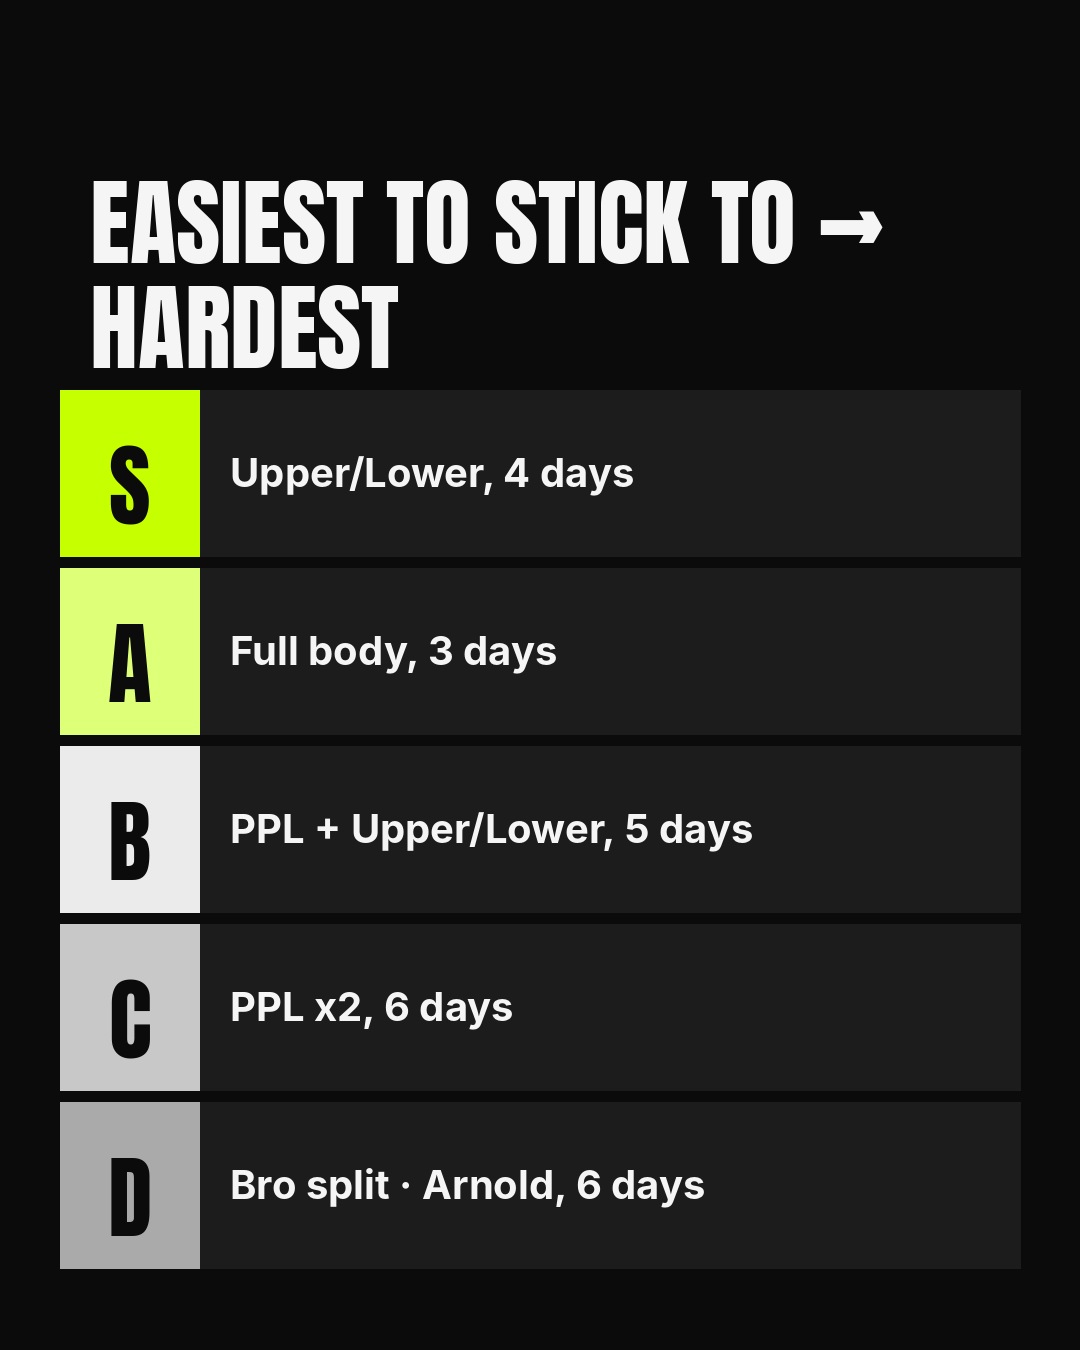 EASIEST TO STICK TO →
HARDEST
S
Upper/Lower, 4 days
A
Full body, 3 days
B
PPL + Upper/Lower, 5 days
C
PPL x2, 6 days
D
Bro split · Arnold, 6 days